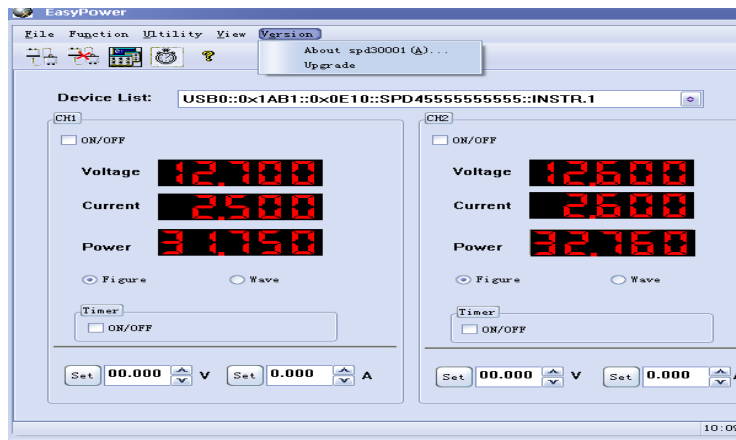 EasyPower
File Function Ultility View Version
About spd30001(A)...
Upgrade
Device List: USB0::0x1AB1::0x0E10::SPD45555555555::INSTR.1
CH1
ON/OFF
Voltage 12.700
Current 2.500
Power 31.750
Figure Wave
Timer
ON/OFF
Set 00.000 V Set 0.000 A
CH2
ON/OFF
Voltage 12.600
Current 2.600
Power 32.760
Figure Wave
Timer
ON/OFF
Set 00.000 V Set 0.000